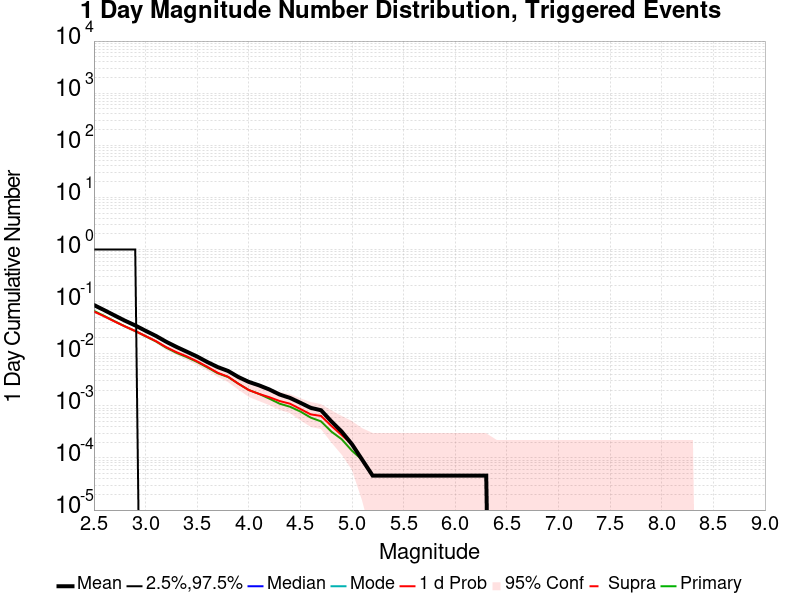 1 Day Magnitude Number Distribution, Triggered Events
10 4
10 3
10 2
10 1
10 0
10 -1
10 -2
10 -3
10 -4
10 -5
1 Day Cumulative Number
2.5 3.0 3.5 4.0 4.5 5.0 5.5 6.0 6.5 7.0 7.5 8.0 8.5 9.0
Magnitude
Mean 2.5%,97.5% Median Mode 1 d Prob 95% Conf Supra Primary